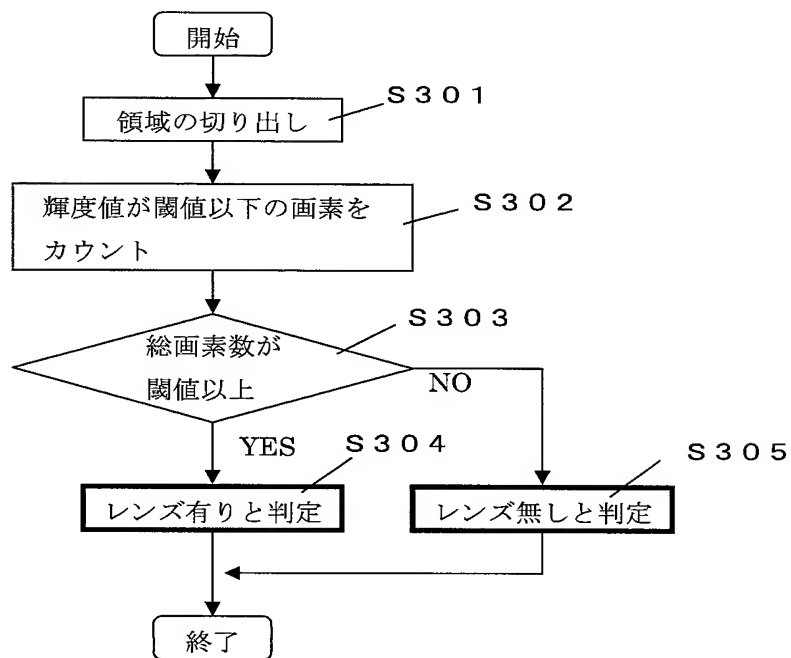 開始
S301
領域の切り出し
S302
輝度値が閾値以下の画素を
カウント
S303
総画素数が
閾値以上
NO
YES
S304
S305
レンズ有りと判定
レンズ無しと判定
終了